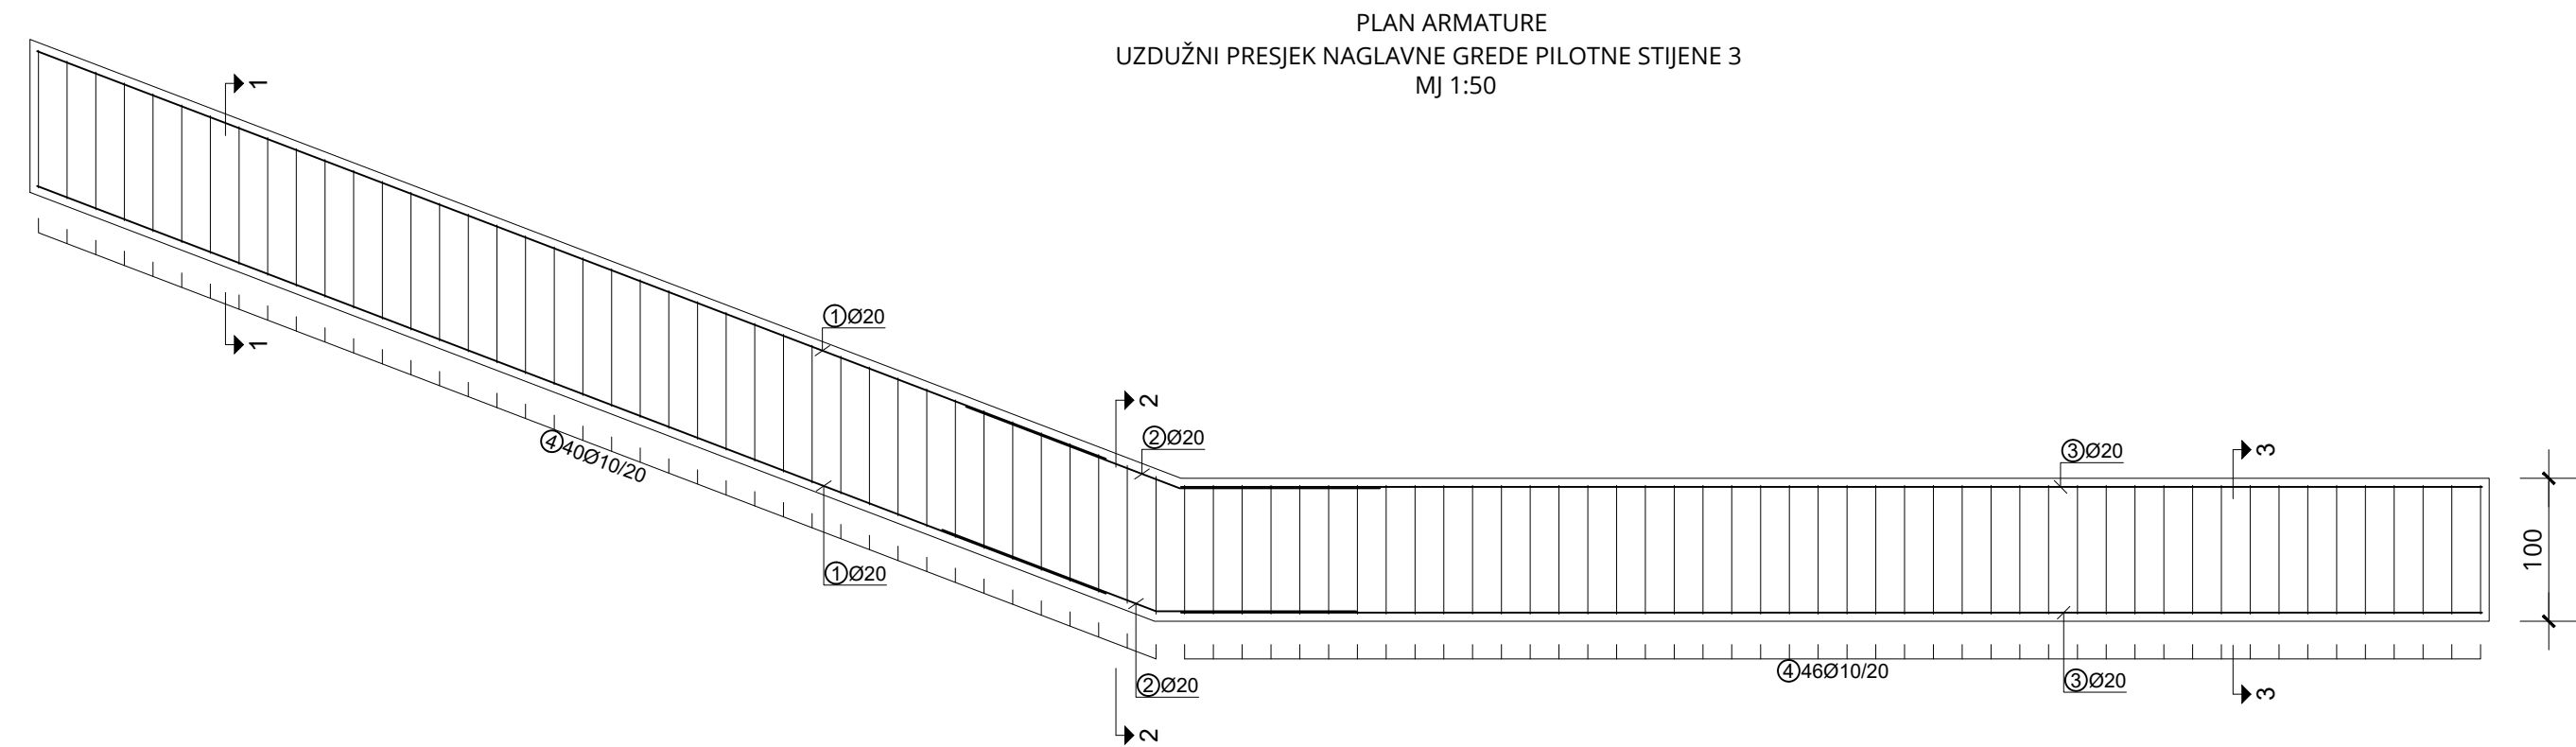 PLAN ARMATURE
UZDUŽNI PRESJEK NAGLAVNE GREDE PILOTNE STIJENE 3
MJ 1:50
1
1
①Ø20
2
②Ø20
③Ø20
3
④40Ø10/20
100
①Ø20
④46Ø10/20
②Ø20
③Ø20
3
2